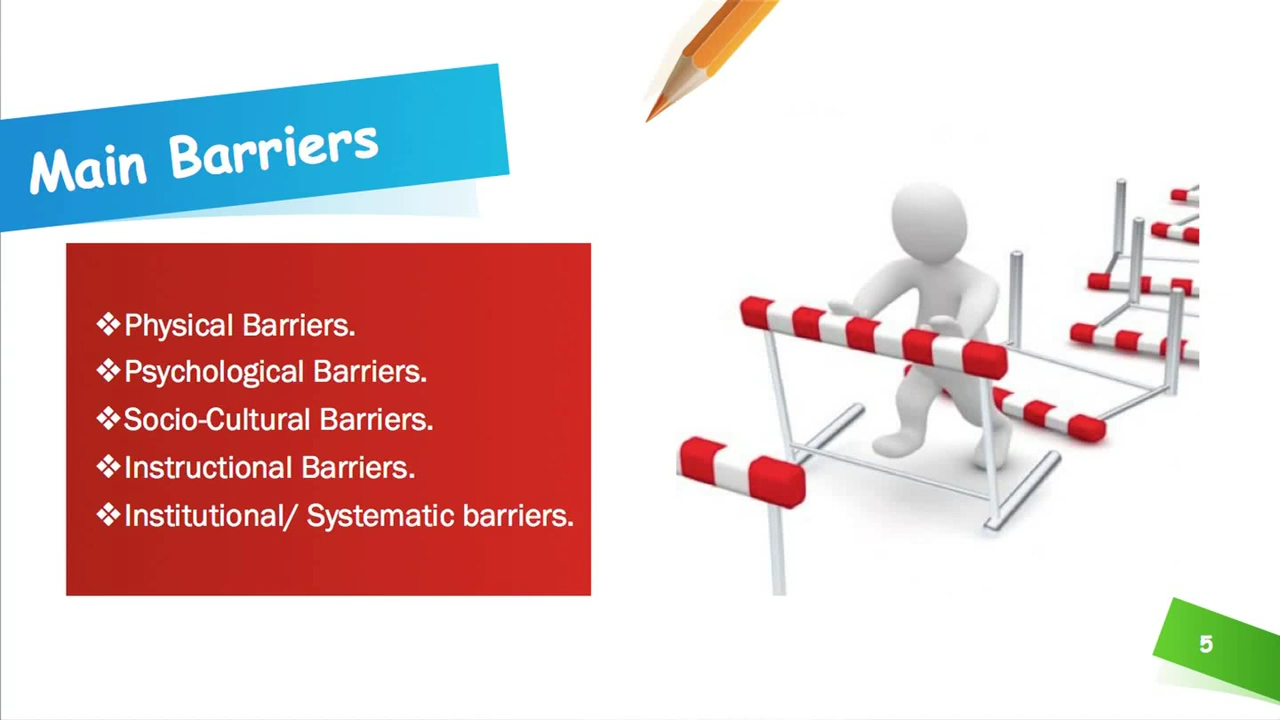 Main Barriers
❖Physical Barriers.
❖Psychological Barriers.
❖Socio-Cultural Barriers.
❖Instructional Barriers.
❖Institutional/ Systematic barriers.
5